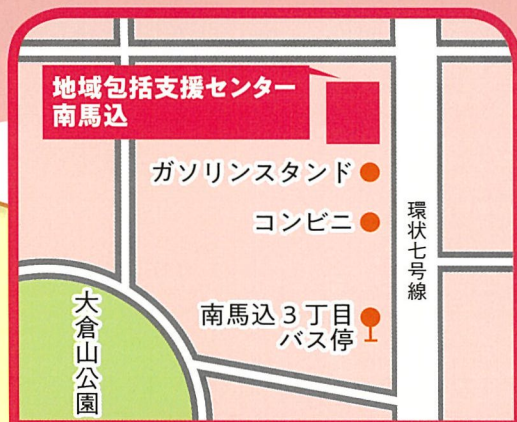 地域包括支援センター
南馬込
ガソリンスタンド
コンビニ
環状七号線
南馬込3丁目
バス停
大倉山公園